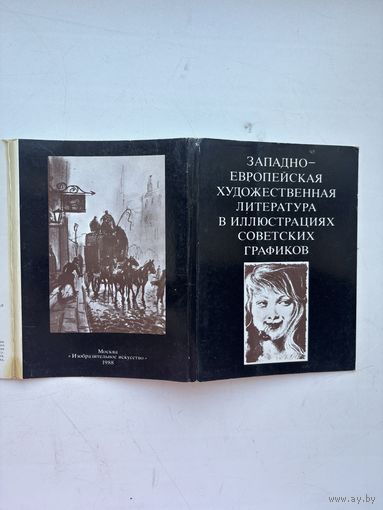 ЗАПАДНО–
ЕВРОПЕЙСКАЯ
ХУДОЖЕСТВЕННАЯ
ЛИТЕРАТУРА
В ИЛЛЮСТРАЦИЯХ
СОВЕТСКИХ
ГРАФИКОВ
Москва
«Изобразительное искусство»
1988
www.ay.by